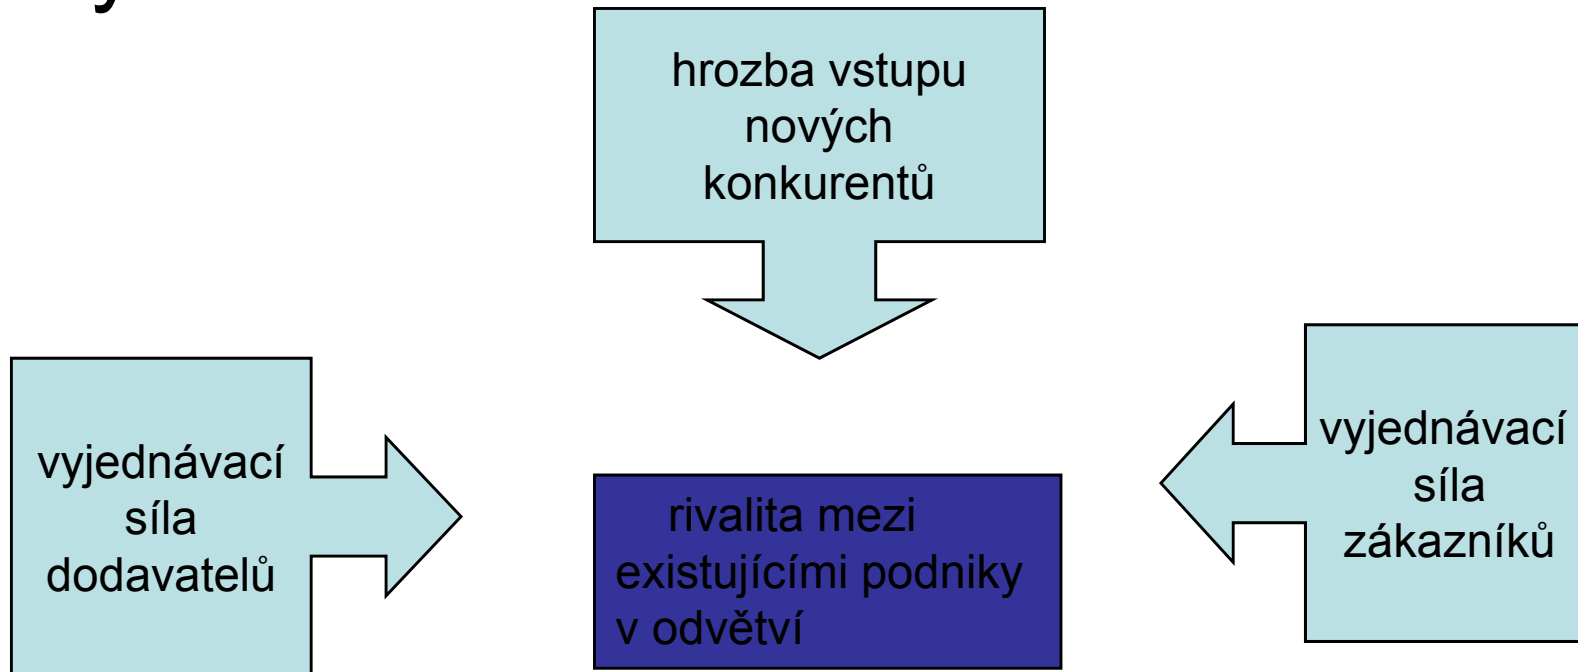 hrozba vstupu
nových
konkurentů
vyjednávací
síla
dodavatelů
rivalita mezi
existujícími podniky
v odvětví
vyjednávací
síla
zákazníků